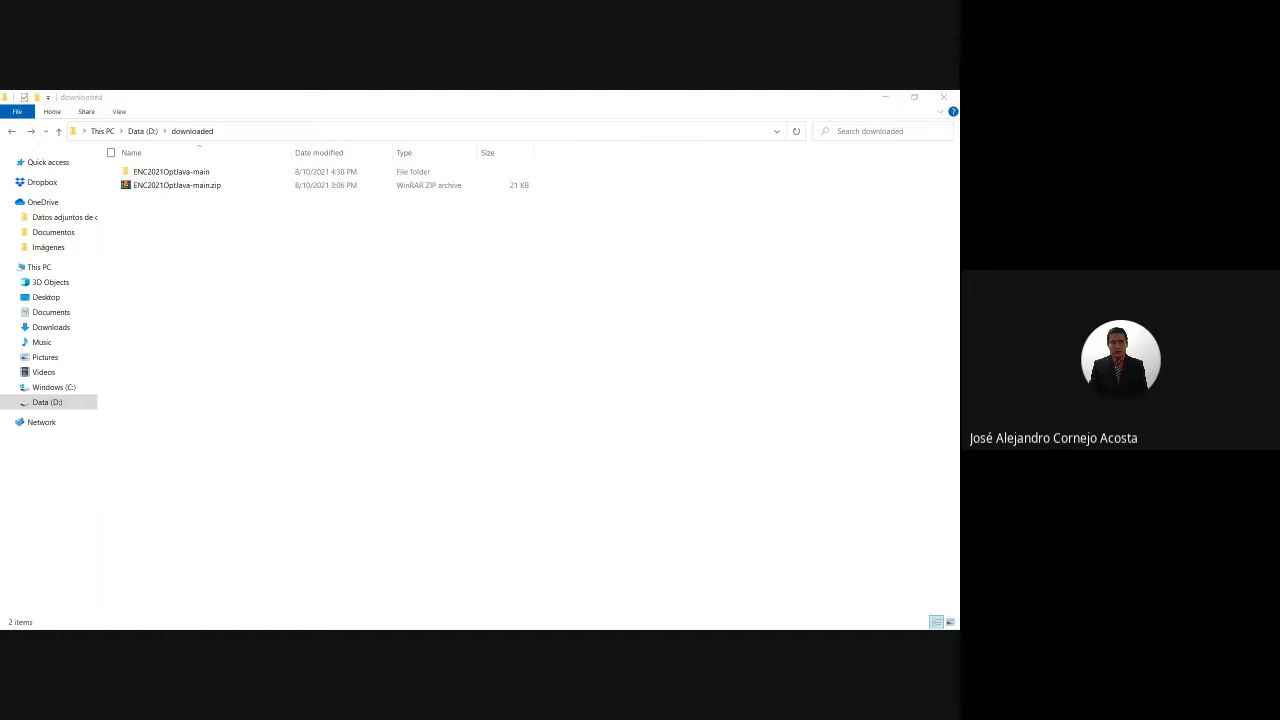 downloaded
File Home Share View
This PC Data (D:) downloaded
Search downloaded
Name Date modified Type Size
ENC2021OptJava-main 8/10/2021 4:38 PM File folder
ENC2021OptJava-main.zip 8/10/2021 3:06 PM WinRAR ZIP archive 21 KB
Quick access
Dropbox
OneDrive
Datos adjuntos de c
Documentos
Imágenes
This PC
3D Objects
Desktop
Documents
Downloads
Music
Pictures
Videos
Windows (C:)
Data (D:)
Network
2 items
José Alejandro Cornejo Acosta